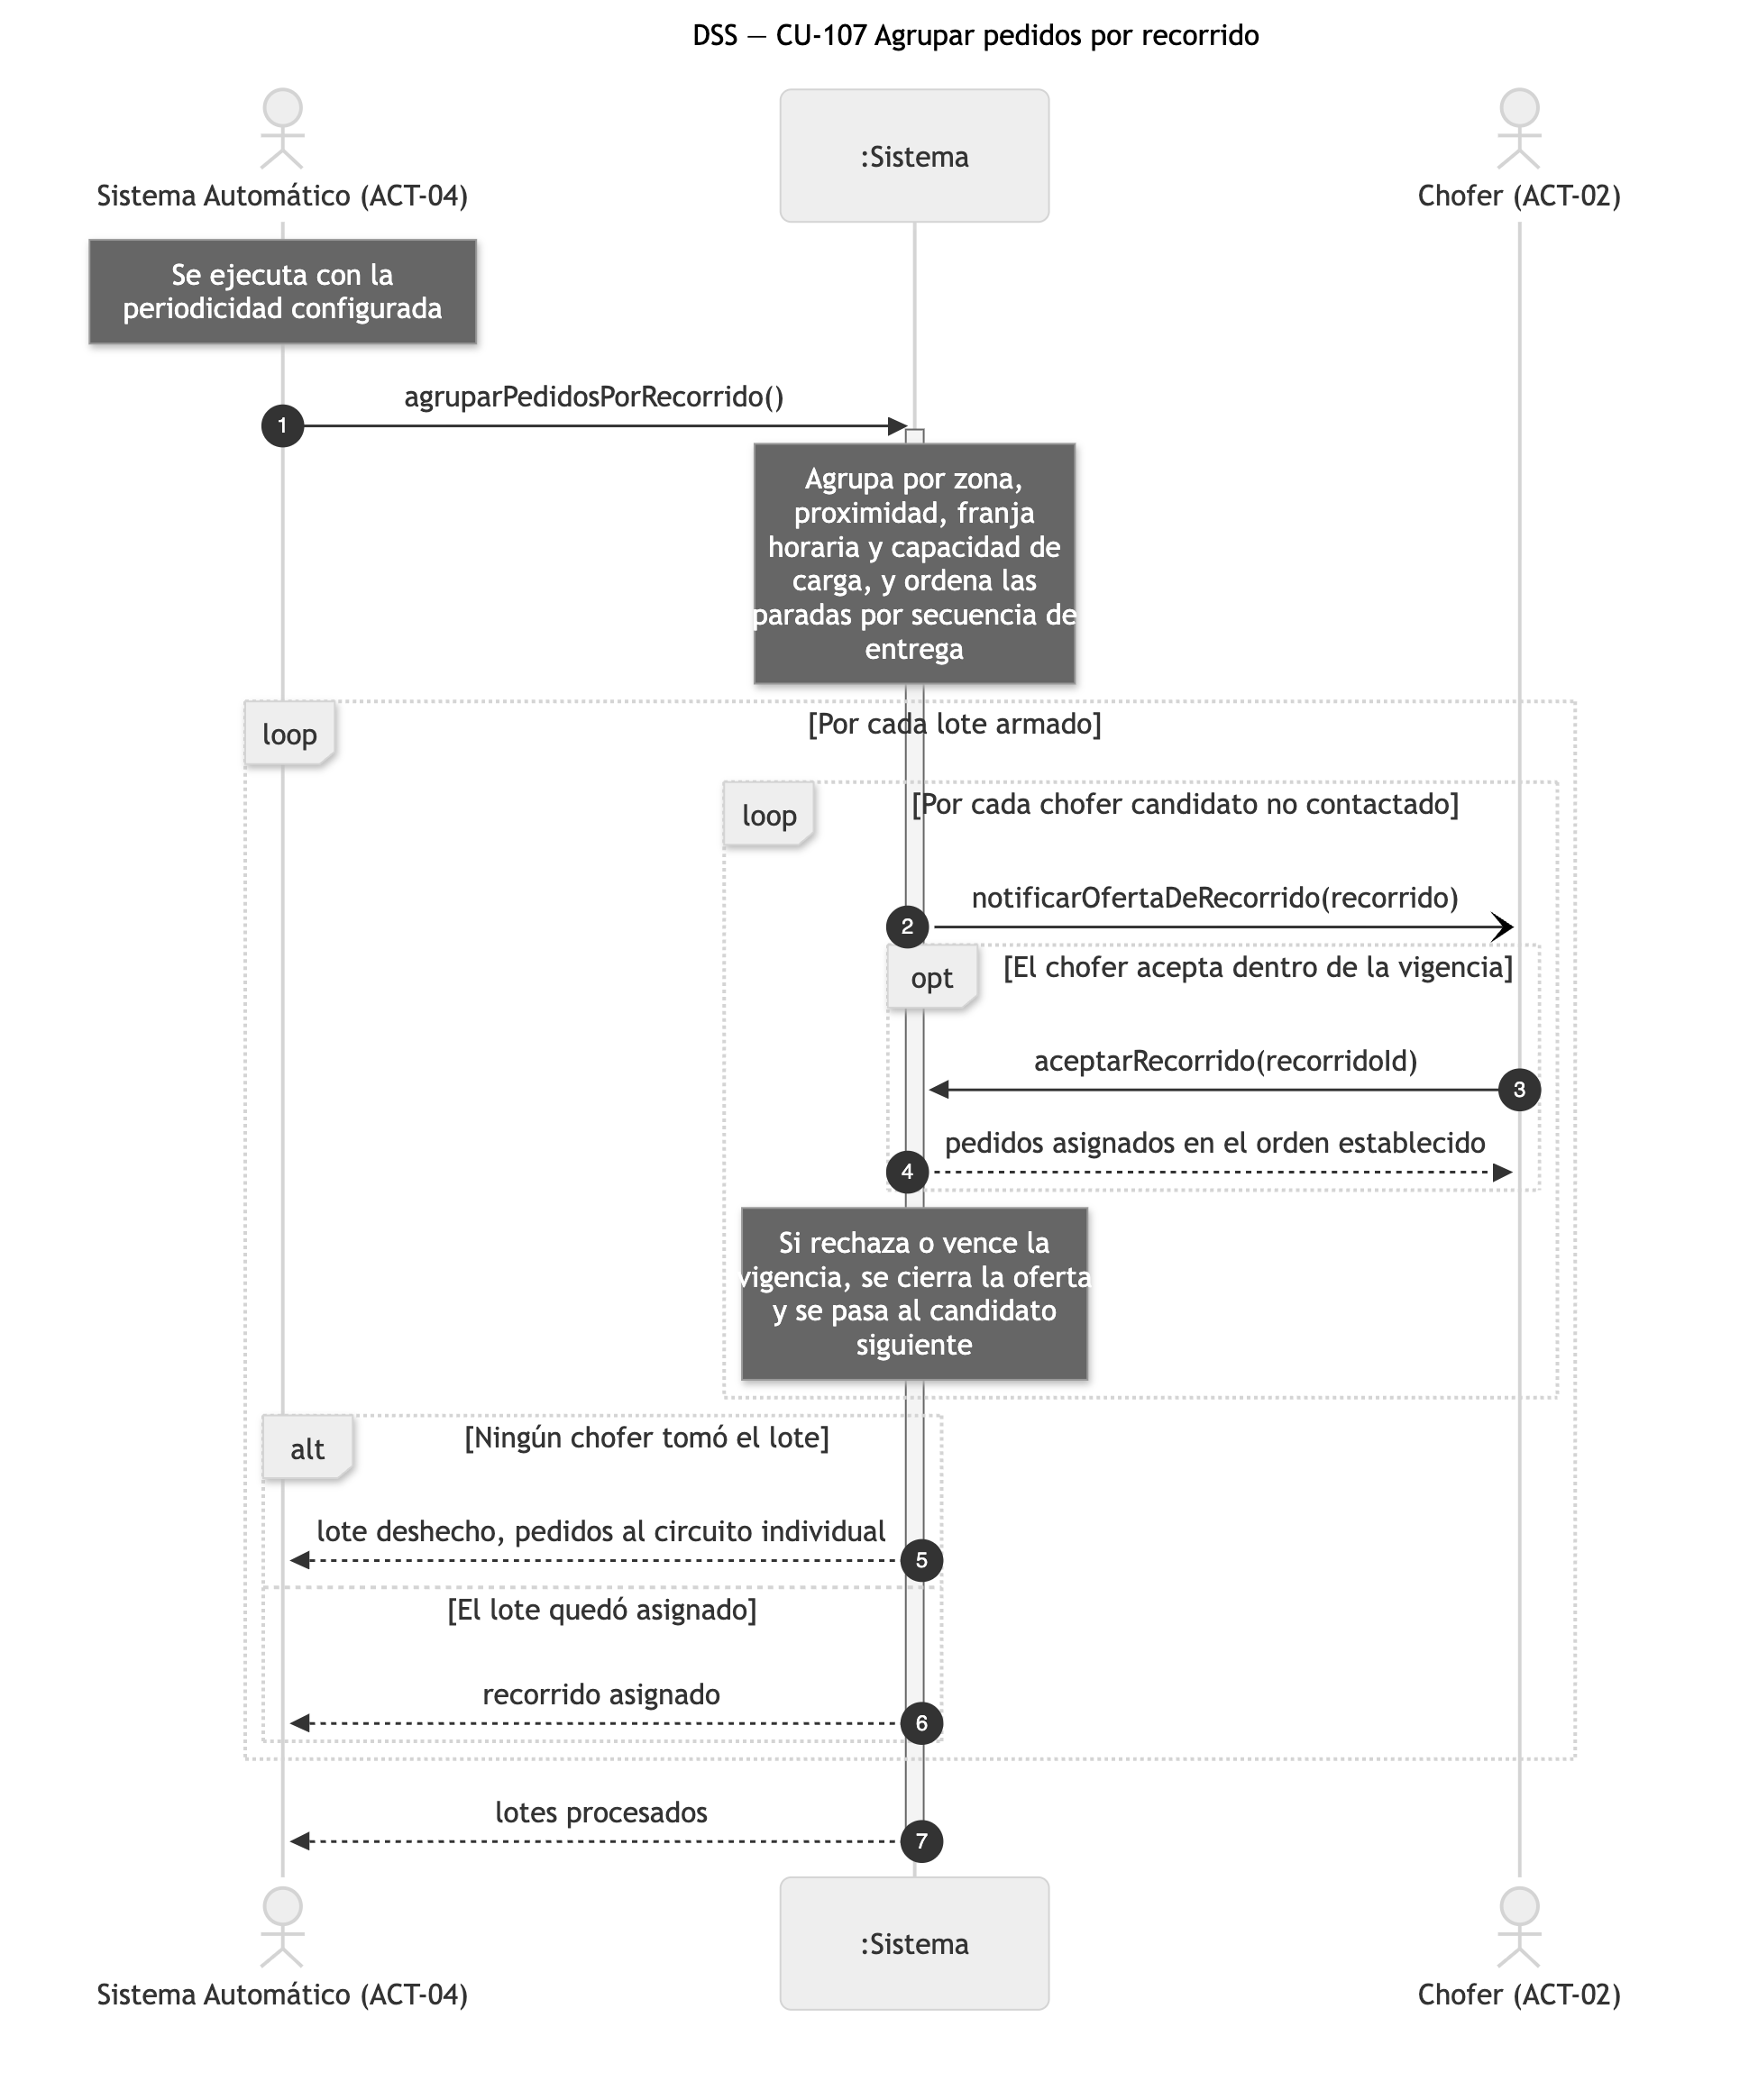 DSS — CU-107 Agrupar pedidos por recorrido
Sistema Automático (ACT-04)
:Sistema
Chofer (ACT-02)
Se ejecuta con la
periodicidad configurada
agruparPedidosPorRecorrido()
1
Agrupa por zona,
proximidad, franja
horaria y capacidad de
carga, y ordena las
paradas por secuencia de
entrega
loop
[Por cada lote armado]
loop
[Por cada chofer candidato no contactado]
notificarOfertaDeRecorrido(recorrido)
2
opt
[El chofer acepta dentro de la vigencia]
aceptarRecorrido(recorridoId)
3
pedidos asignados en el orden establecido
4
Si rechaza o vence la
vigencia, se cierra la oferta
y se pasa al candidato
siguiente
alt
[Ningún chofer tomó el lote]
lote deshecho, pedidos al circuito individual
5
[El lote quedó asignado]
recorrido asignado
6
lotes procesados
7
Sistema Automático (ACT-04)
:Sistema
Chofer (ACT-02)